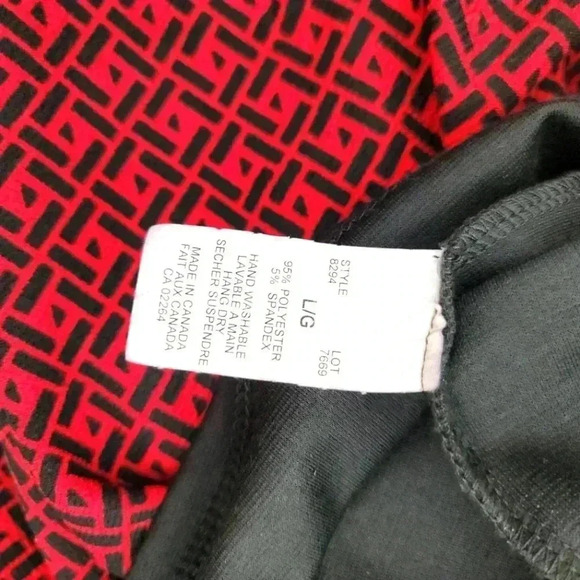 STYLE LOT
8294 7669
L/G
95% POLYESTER
5% SPANDEX
HAND WASHABLE
LAVABLE A MAIN
HANG DRY
SECHER SUSPENDRE
MADE IN CANADA
FAIT AUX CANADA
CA 02264